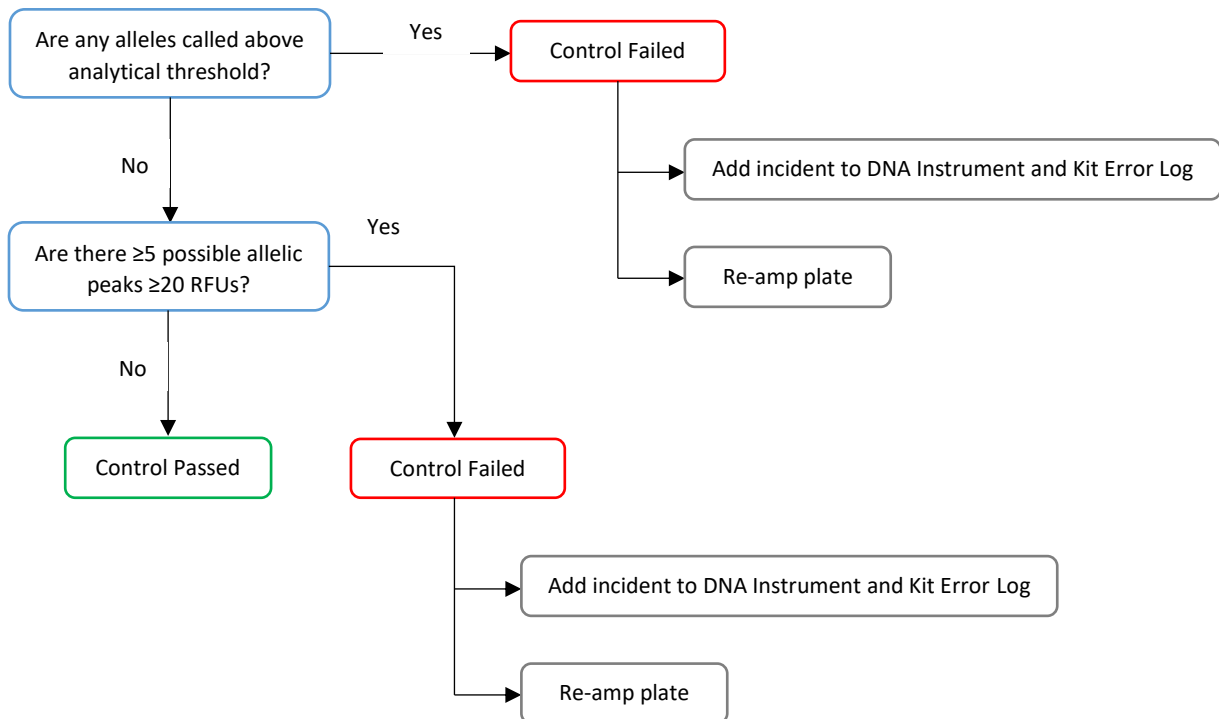 Are any alleles called above
analytical threshold?
Yes
Control Failed
Add incident to DNA Instrument and Kit Error Log
No
Yes
Are there ≥5 possible allelic
peaks ≥20 RFUs?
Re-amp plate
No
Control Passed
Control Failed
Add incident to DNA Instrument and Kit Error Log
Re-amp plate